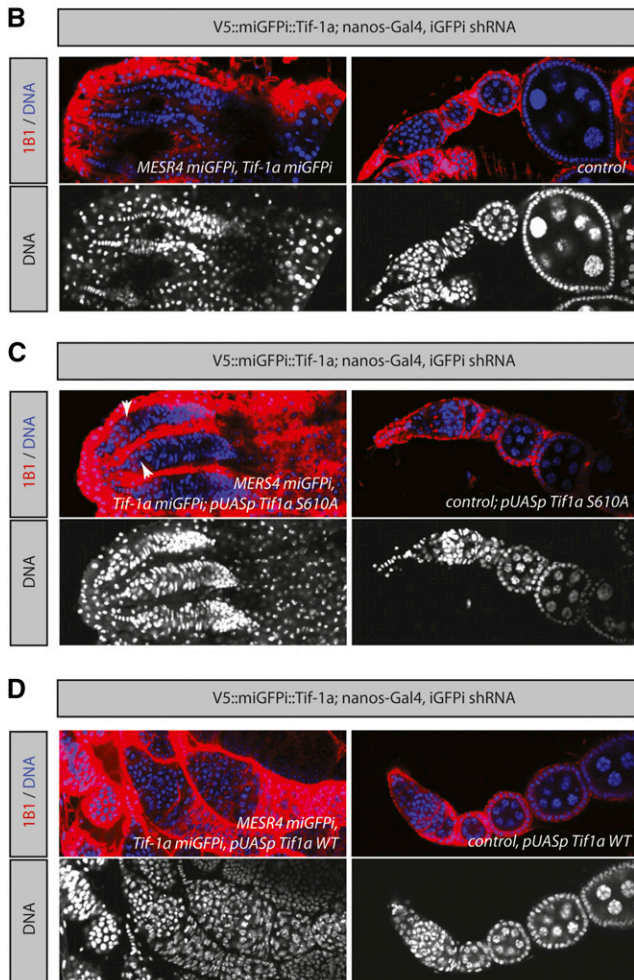 B
V5::miGFPi::Tif-1a; nanos-Gal4, iGFPi shRNA
1B1 / DNA
MESR4 miGFPi, Tif-1a miGFPi
control
DNA
C
V5::miGFPi::Tif-1a; nanos-Gal4, iGFPi shRNA
1B1 / DNA
MERS4 miGFPi,
Tif-1a miGFPi; pUASp Tif1a S610A
control; pUASp Tif1a S610A
DNA
D
V5::miGFPi::Tif-1a; nanos-Gal4, iGFPi shRNA
1B1 / DNA
MESR4 miGFPi,
Tif-1a miGFPi, pUASp Tif1a WT
control, pUASp Tif1a WT
DNA